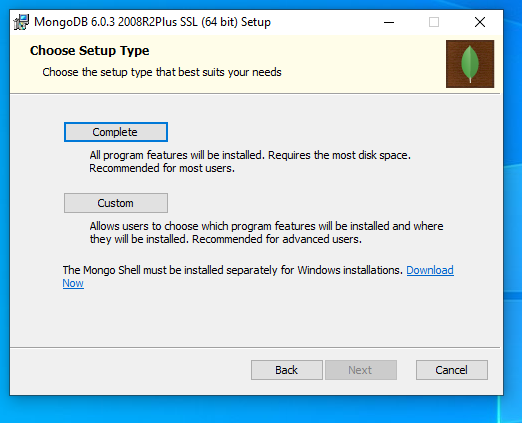 MongoDB 6.0.3 2008R2Plus SSL (64 bit) Setup
Choose Setup Type
Choose the setup type that best suits your needs
Complete
All program features will be installed. Requires the most disk space.
Recommended for most users.
Custom
Allows users to choose which program features will be installed and where
they will be installed. Recommended for advanced users.
The Mongo Shell must be installed separately for Windows installations. Download
Now
Back
Next
Cancel